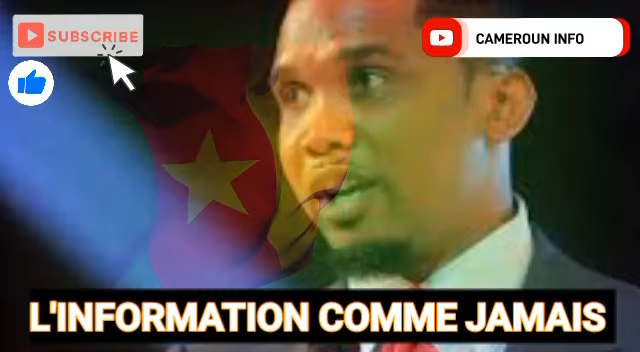 SUBSCRIBE
CAMEROUN INFO
L'INFORMATION COMME JAMAIS